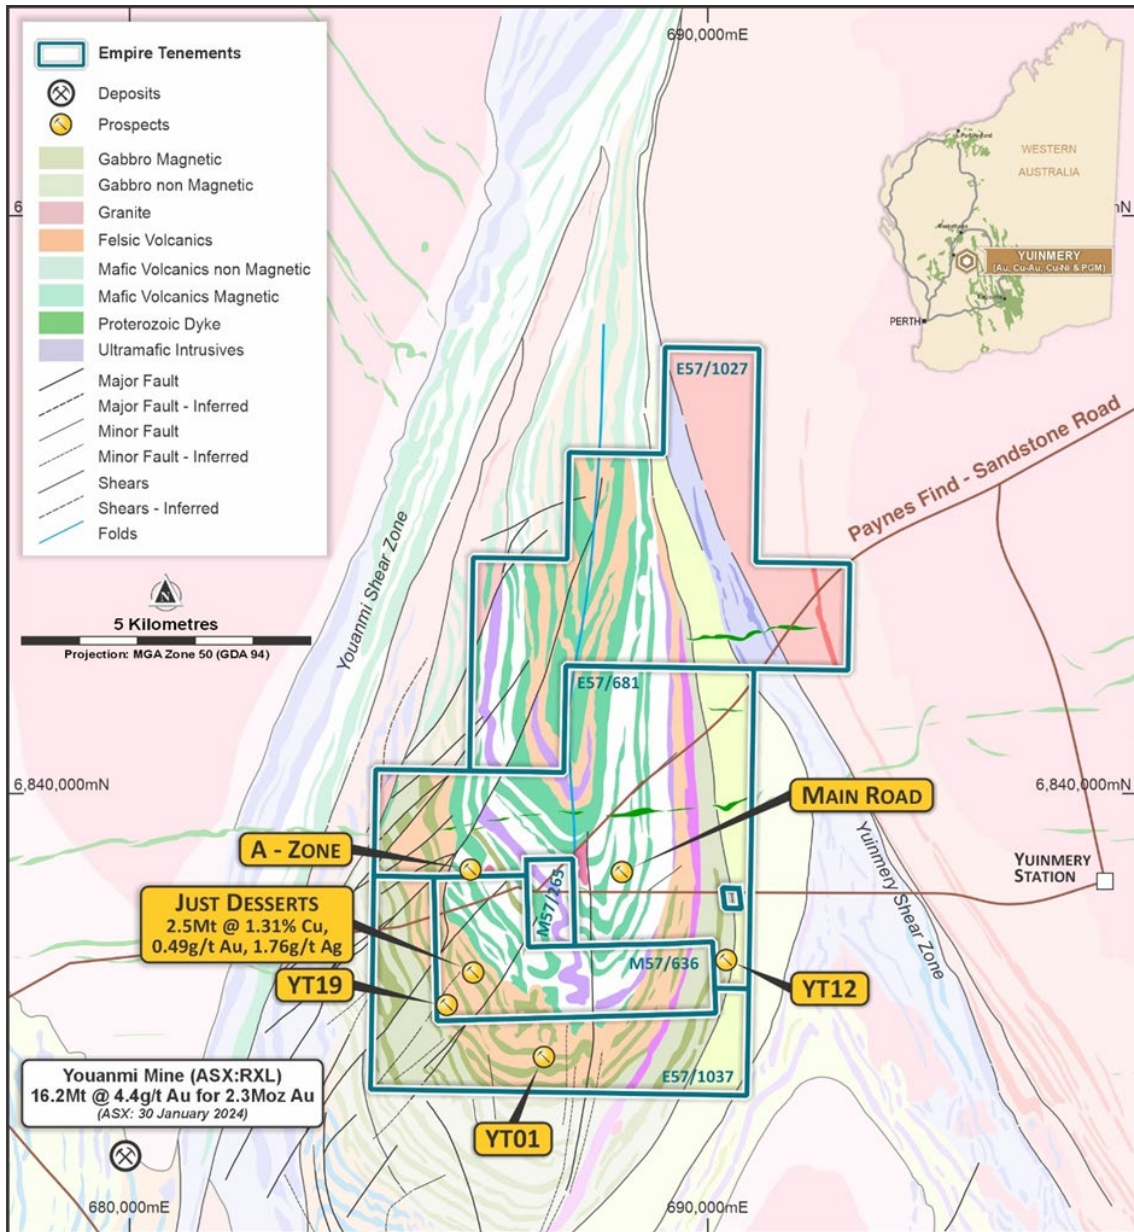 690,000mE
Empire Tenements
Deposits
Prospects
Gabbro Magnetic
Gabbro non Magnetic
Granite
Felsic Volcanics
Mafic Volcanics non Magnetic
Mafic Volcanics Magnetic
Proterozoic Dyke
Ultramafic Intrusives
Major Fault
Major Fault - Inferred
Minor Fault
Minor Fault - Inferred
Shears
Shears - Inferred
Folds
N
5 Kilometres
Projection: MGA Zone 50 (GDA 94)
WESTERN
AUSTRALIA
YUINMERY
(Au, Cu-Au, Cu-Ni & PGM)
PERTH
E57/1027
Paynes Find - Sandstone Road
Youanmi Shear Zone
E57/681
6,840,000mN
6,840,000mN
MAIN ROAD
A - ZONE
YUINMERY
STATION
Yuinmery Shear Zone
M57/265
JUST DESSERTS
2.5Mt @ 1.31% Cu,
0.49g/t Au, 1.76g/t Ag
M57/636
YT19
YT12
E57/1037
Youanmi Mine (ASX:RXL)
16.2Mt @ 4.4g/t Au for 2.3Moz Au
(ASX: 30 January 2024)
YT01
680,000mE
690,000mE